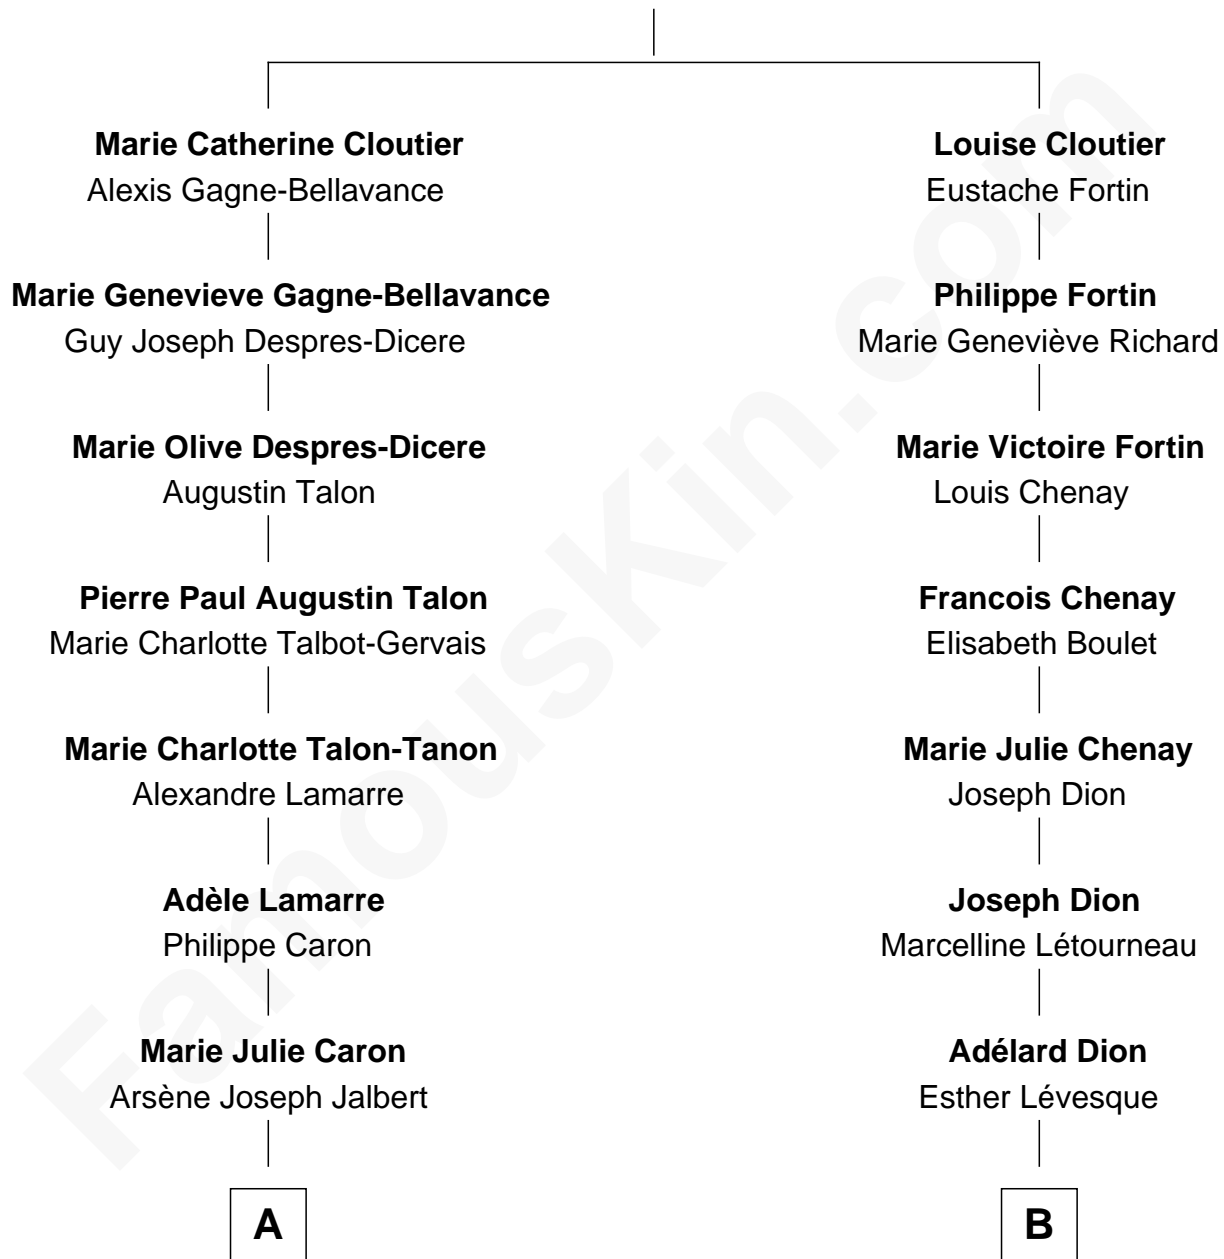 Marie Catherine Cloutier
Alexis Gagne-Bellavance
Marie Genevieve Gagne-Bellavance
Guy Joseph Despres-Dicere
Marie Olive Despres-Dicere
Augustin Talon
Pierre Paul Augustin Talon
Marie Charlotte Talbot-Gervais
Marie Charlotte Talon-Tanon
Alexandre Lamarre
Adèle Lamarre
Philippe Caron
Marie Julie Caron
Arsène Joseph Jalbert
A
Louise Cloutier
Eustache Fortin
Philippe Fortin
Marie Geneviève Richard
Marie Victoire Fortin
Louis Chenay
Francois Chenay
Elisabeth Boulet
Marie Julie Chenay
Joseph Dion
Joseph Dion
Marcelline Létourneau
Adélard Dion
Esther Lévesque
B
FamousKin.com